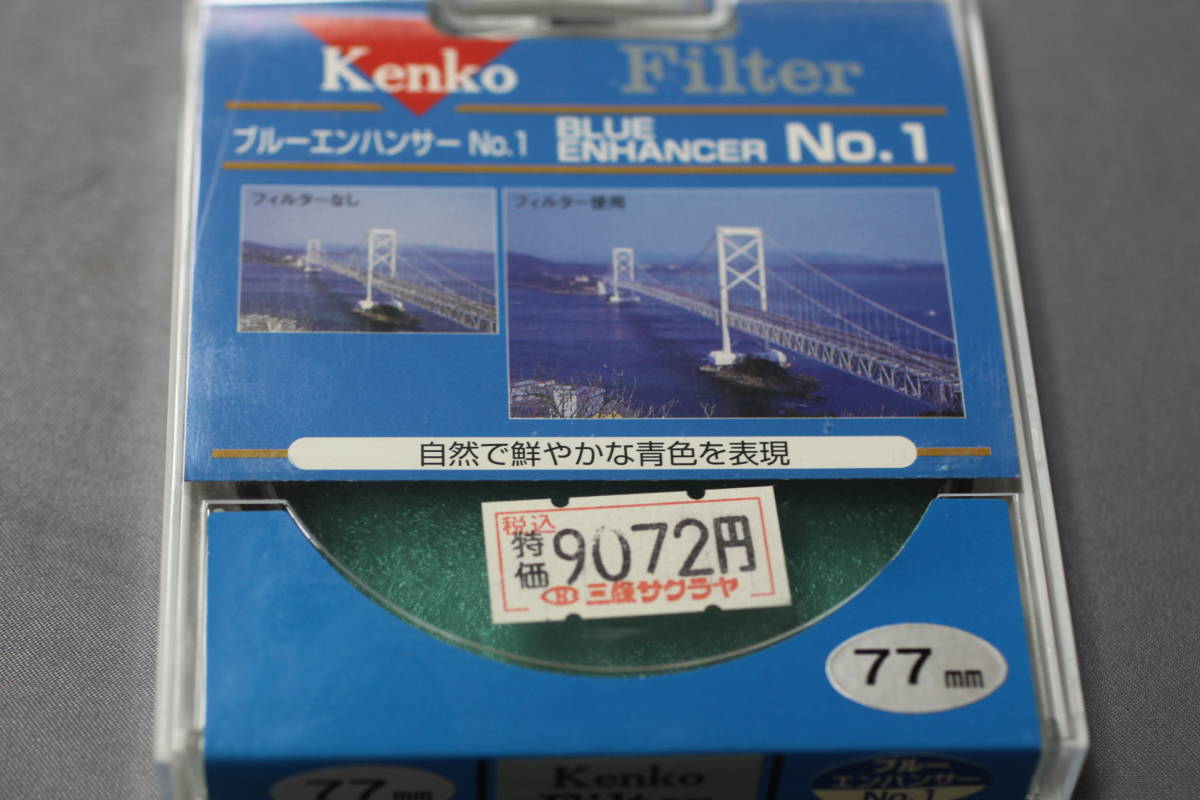 Kenko Filter
ブルーエンハンサー No.1 BLUE ENHANCER No.1
フィルターなし フィルター使用
自然で鮮やかな青色を表現
税込
特価 9072円
三條サクラヤ
77mm
77mm
Kenko
Filter
ブルー
エンハンサー
No.1